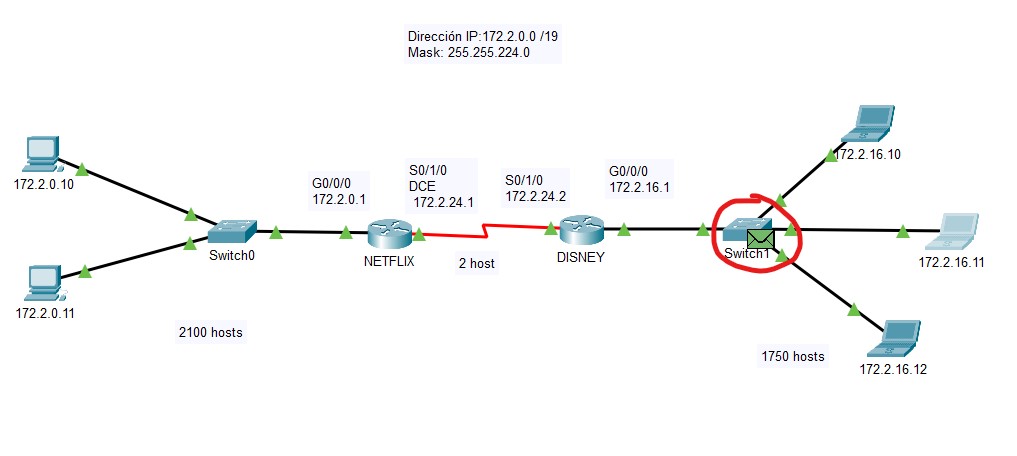 Dirección IP:172.2.0.0 /19
Mask: 255.255.224.0
172.2.0.10
172.2.0.11
Switch0
2100 hosts
G0/0/0
172.2.0.1
S0/1/0
DCE
172.2.24.1
NETFLIX
2 host
S0/1/0
172.2.24.2
DISNEY
G0/0/0
172.2.16.1
Switch1
172.2.16.10
172.2.16.11
172.2.16.12
1750 hosts